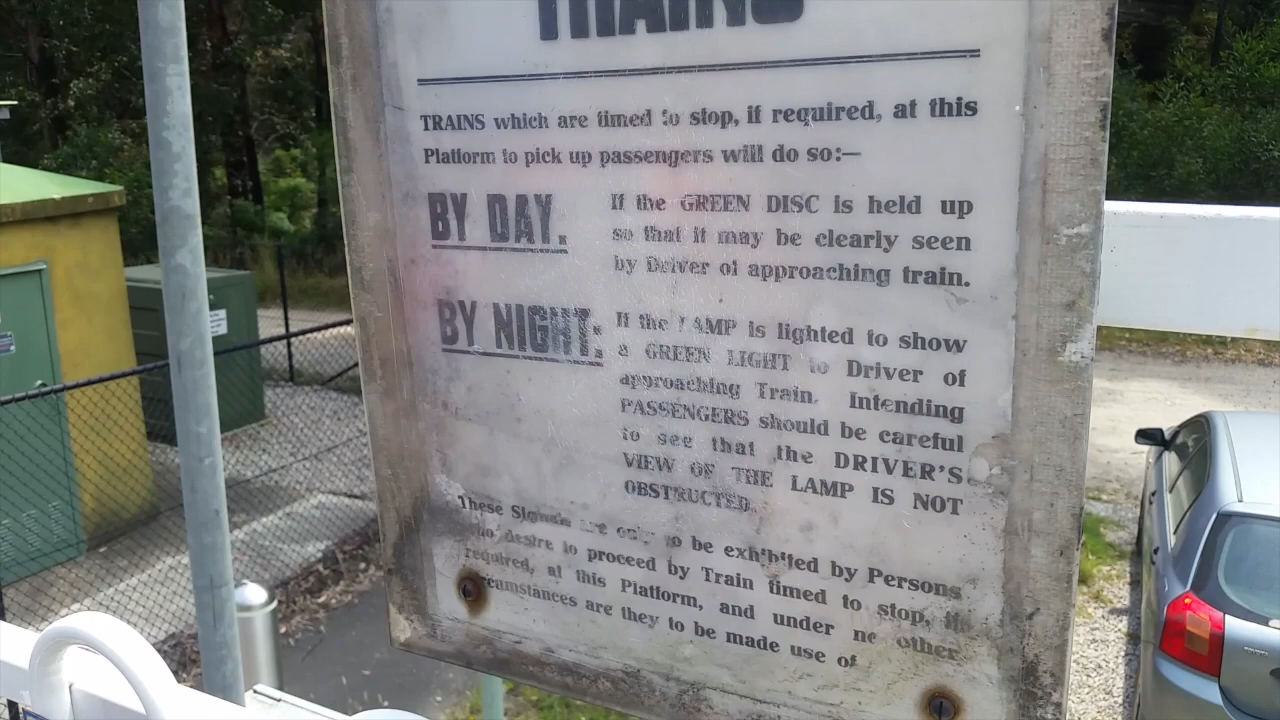 TRAINS
TRAINS which are timed to stop, if required, at this
Platform to pick up passengers will do so:—
BY DAY.
If the GREEN DISC is held up
so that it may be clearly seen
by Driver of approaching train.
BY NIGHT:
If the LAMP is lighted to show
a GREEN LIGHT to Driver of
approaching Train. Intending
PASSENGERS should be careful
to see that the DRIVER'S
VIEW OF THE LAMP IS NOT
OBSTRUCTED.
These Signals are only to be exhibited by Persons
who desire to proceed by Train timed to stop, if
required, at this Platform, and under no other
circumstances are they to be made use of